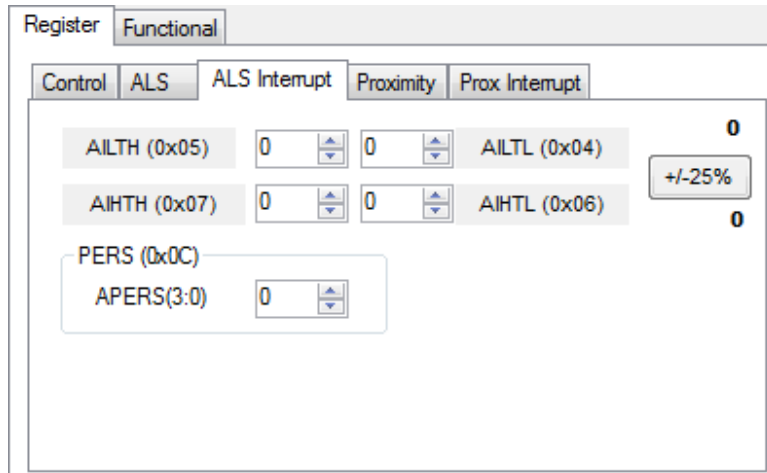 Register Functional
Control ALS ALS Interrupt Proximity Prox Interrupt
0
AILTH (0x05) 0 0 AILTL (0x04)
+/-25%
AIHTH (0x07) 0 0 AIHTL (0x06)
0
PERS (0x0C)
APERS(3:0) 0